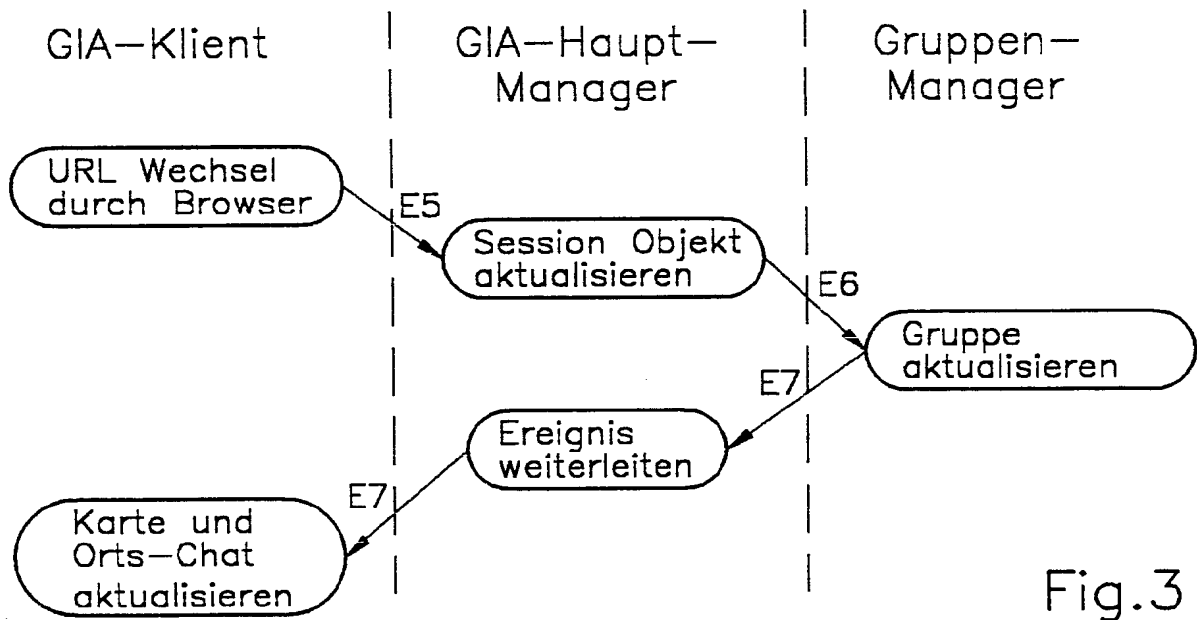 GIA-Klient
GIA-Haupt-
Manager
Gruppen-
Manager
URL Wechsel
durch Browser
E5
Session Objekt
aktualisieren
E6
Gruppe
aktualisieren
E7
Ereignis
weiterleiten
E7
Karte und
Orts-Chat
aktualisieren
Fig.3